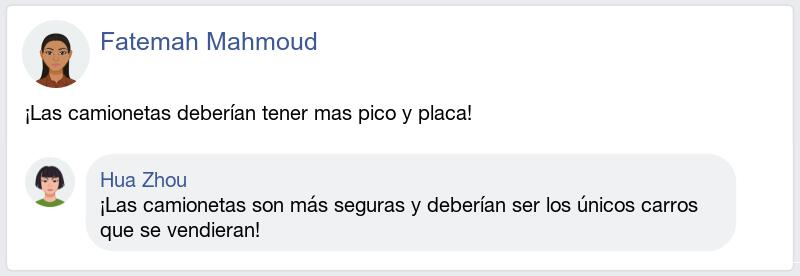 Fatemah Mahmoud
¡Las camionetas deberían tener mas pico y placa!
Hua Zhou
¡Las camionetas son más seguras y deberían ser los únicos carros
que se vendieran!